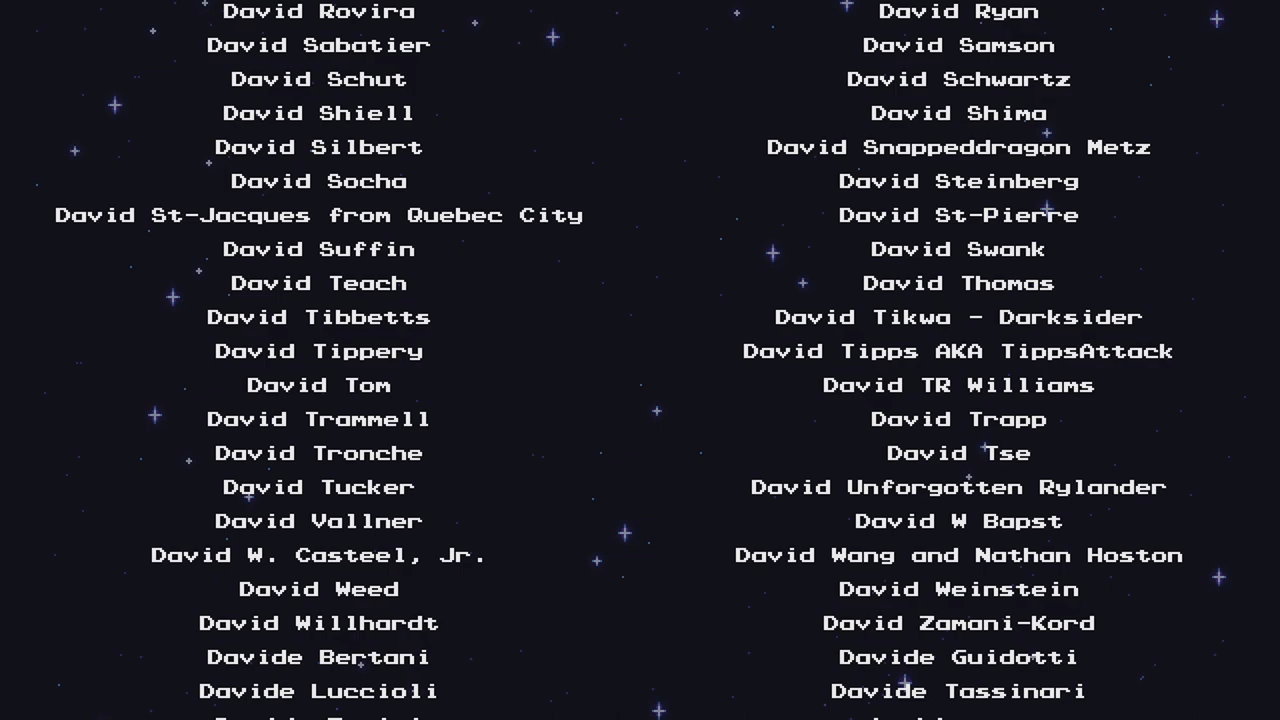 David Rovira David Ryan
David Sabatier David Samson
David Schut David Schwartz
David Shiell David Shima
David Silbert David Snappeddragon Metz
David Socha David Steinberg
David St-Jacques from Quebec City David St-Pierre
David Suffin David Swank
David Teach David Thomas
David Tibbetts David Tikwa - Darksider
David Tippery David Tipps AKA TippsAttack
David Tom David TR Williams
David Trammell David Trapp
David Tronche David Tse
David Tucker David Unforgotten Rylander
David Vallner David W Bapst
David W. Casteel, Jr. David Wang and Nathan Hoston
David Weed David Weinstein
David Willhardt David Zamani-Kord
Davide Bertani Davide Guidotti
Davide Luccioli Davide Tassinari